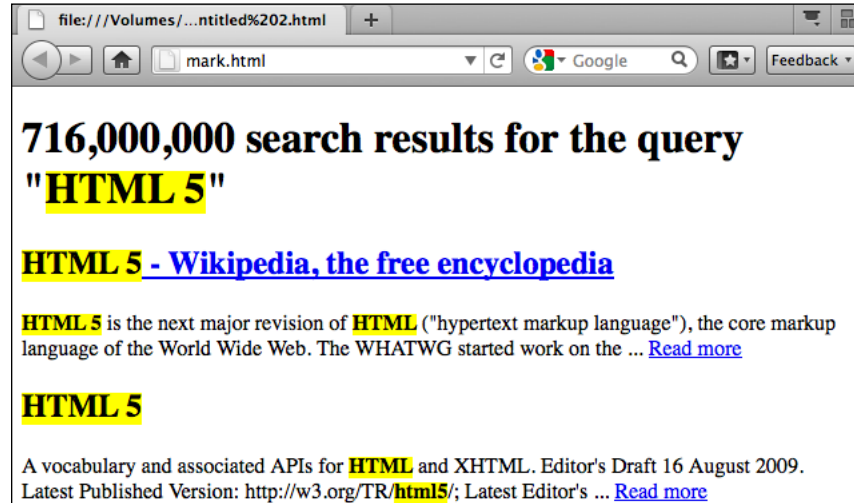 file:///Volumes/...ntitled%202.html
mark.html
Google
Feedback
716,000,000 search results for the query
"HTML 5"
HTML 5 - Wikipedia, the free encyclopedia
HTML 5 is the next major revision of HTML ("hypertext markup language"), the core markup
language of the World Wide Web. The WHATWG started work on the ... Read more
HTML 5
A vocabulary and associated APIs for HTML and XHTML. Editor's Draft 16 August 2009.
Latest Published Version: http://w3.org/TR/html5/; Latest Editor's ... Read more